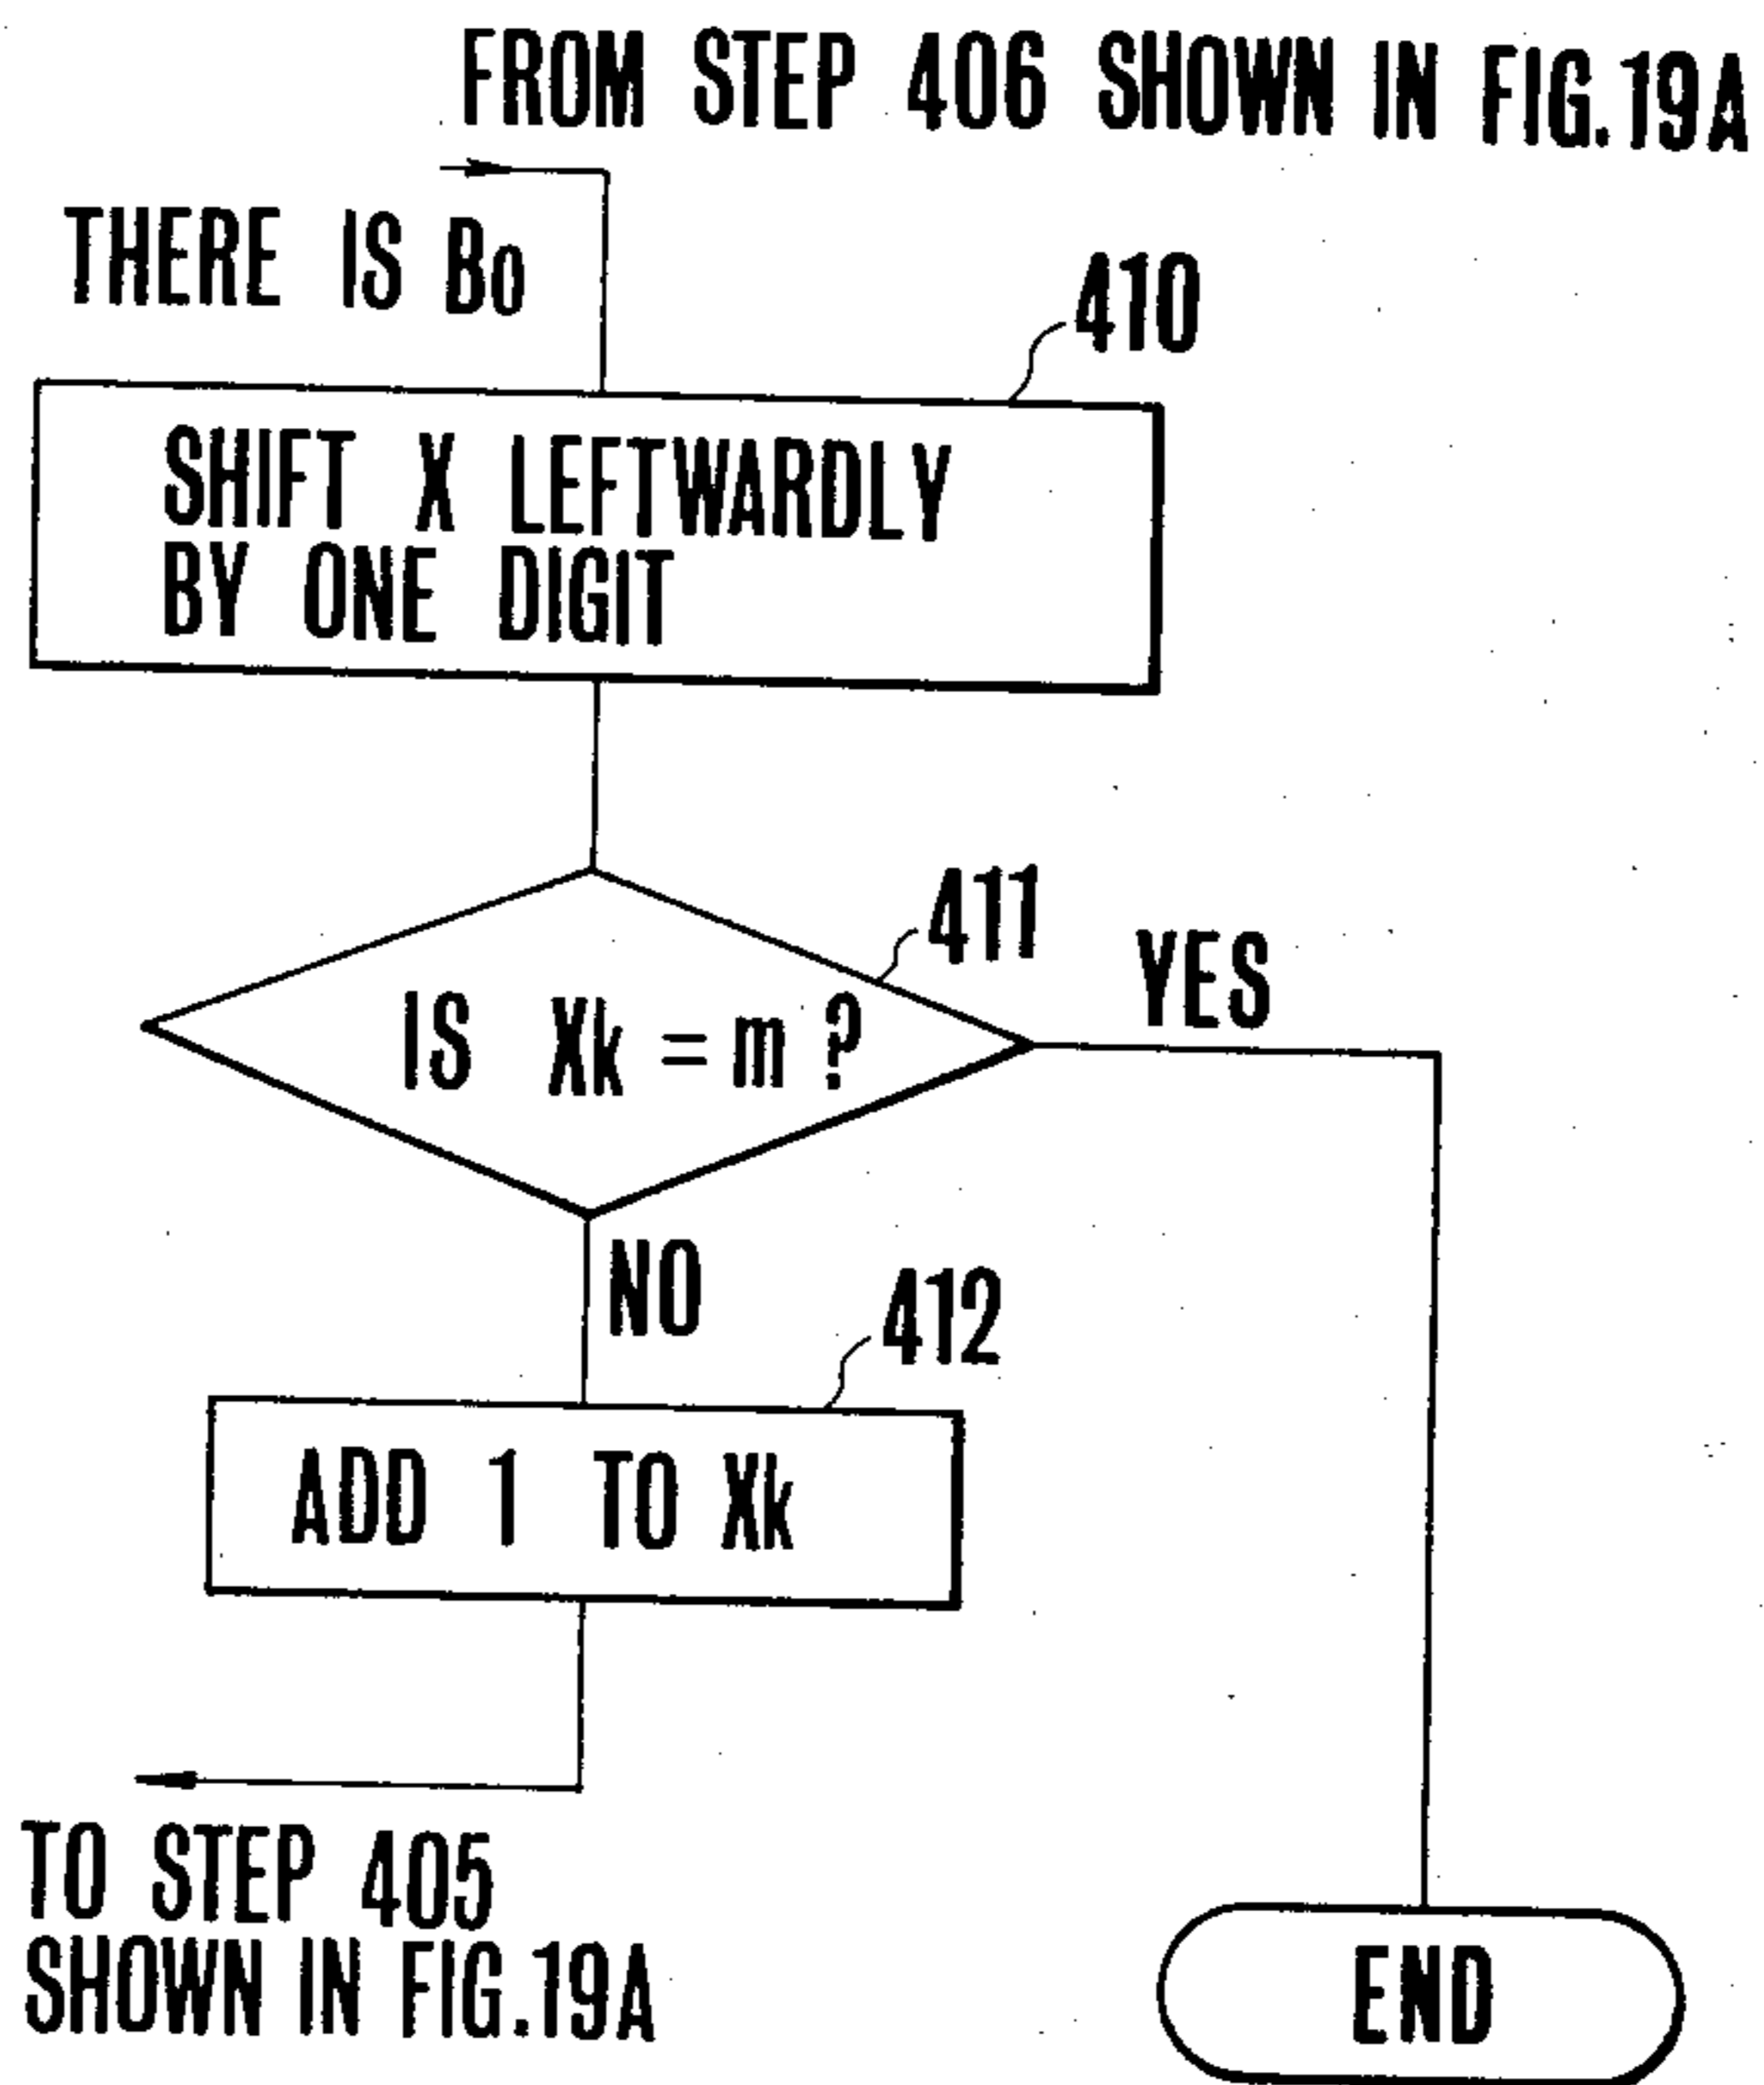 FROM STEP 406 SHOWN IN FIG.19A
THERE IS B0
410
SHIFT X LEFTWARDLY
BY ONE DIGIT
411
IS Xk = m ?
YES
NO
412
ADD 1 TO Xk
TO STEP 405
SHOWN IN FIG.19A
END